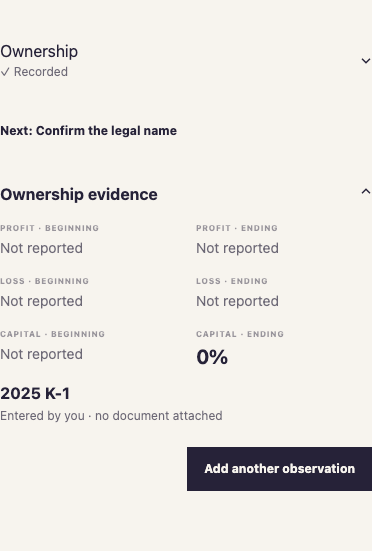 Ownership
✓ Recorded
Next: Confirm the legal name
Ownership evidence
PROFIT · BEGINNING
PROFIT · ENDING
Not reported
Not reported
LOSS · BEGINNING
LOSS · ENDING
Not reported
Not reported
CAPITAL · BEGINNING
CAPITAL · ENDING
Not reported
0%
2025 K-1
Entered by you · no document attached
Add another observation